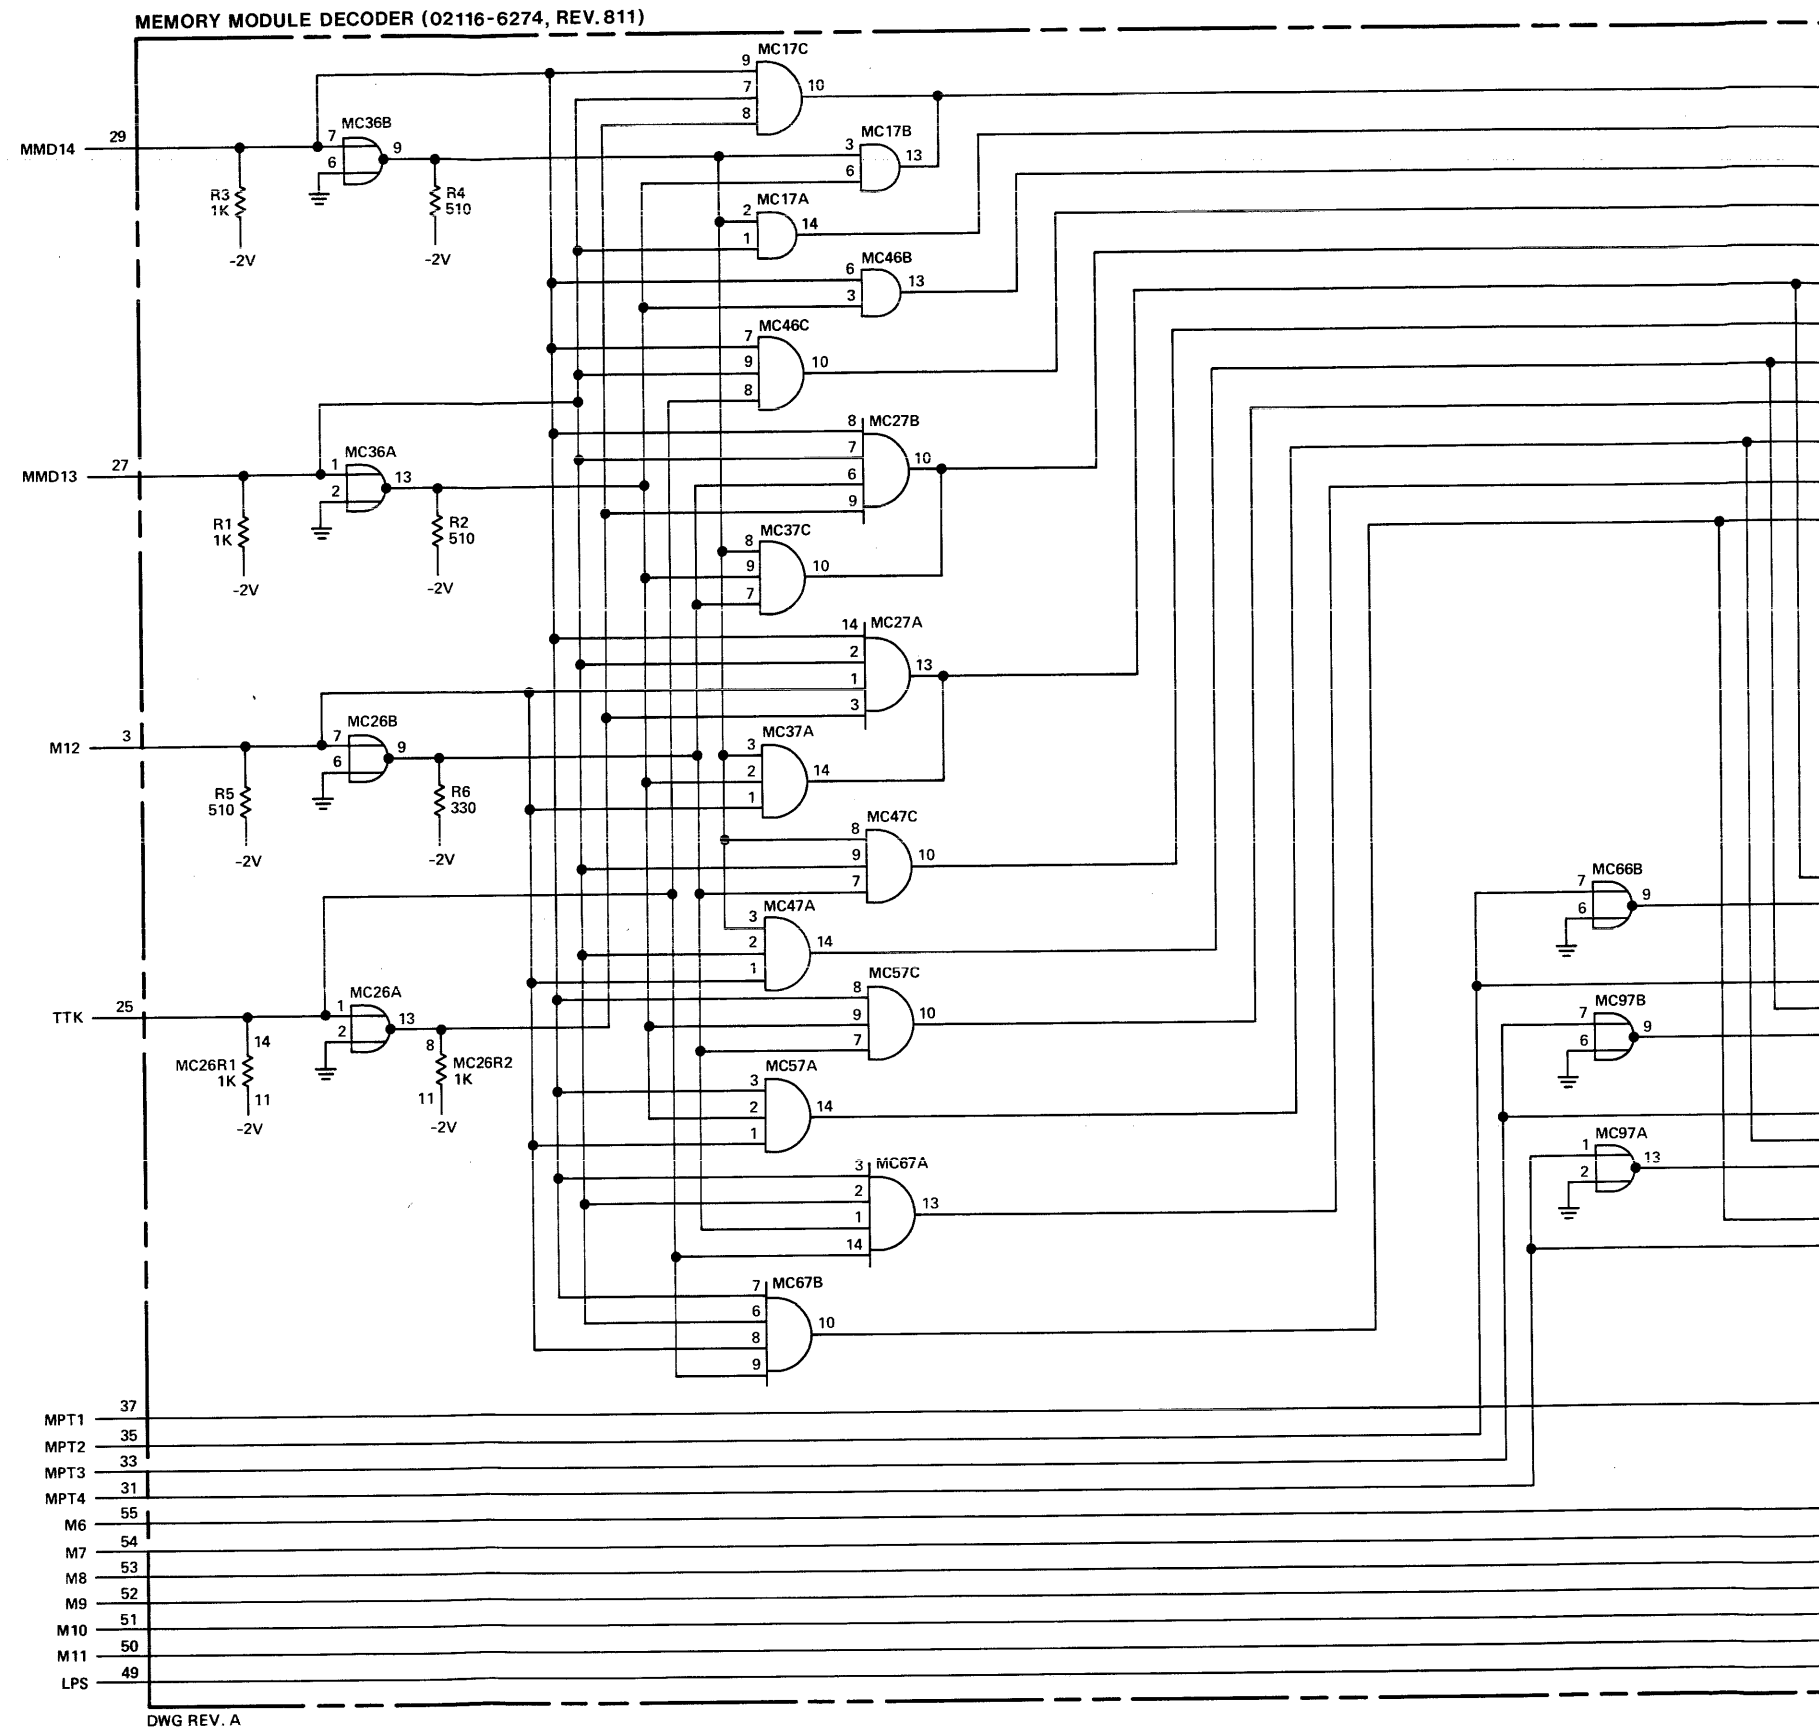 MEMORY MODULE DECODER (02116-6274, REV. 811)
MC17C
9
7
8
10
MMD14
29
MC36B
7
6
9
R3
1K
-2V
R4
510
-2V
MC17B
3
6
13
MC17A
2
1
14
MC46B
6
3
13
MC46C
7
9
8
10
MMD13
27
MC36A
1
2
13
R1
1K
-2V
R2
510
-2V
MC27B
8
7
6
9
10
MC37C
8
9
7
10
MC27A
14
2
1
3
13
M12
3
MC26B
7
6
9
R5
510
-2V
R6
330
-2V
MC37A
3
2
1
14
MC47C
8
9
7
10
MC47A
3
2
1
14
MC66B
7
6
9
TTK
25
MC26A
1
2
13
14
MC26R1
1K
11
-2V
8
MC26R2
1K
11
-2V
MC57C
8
9
7
10
MC97B
7
6
9
MC57A
3
2
1
14
MC97A
1
2
13
MC67A
3
2
1
14
13
MC67B
7
6
8
9
10
MPT1 37
MPT2 35
MPT3 33
MPT4 31
M6 55
M7 54
M8 53
M9 52
M10 51
M11 50
LPS 49
DWG REV. A